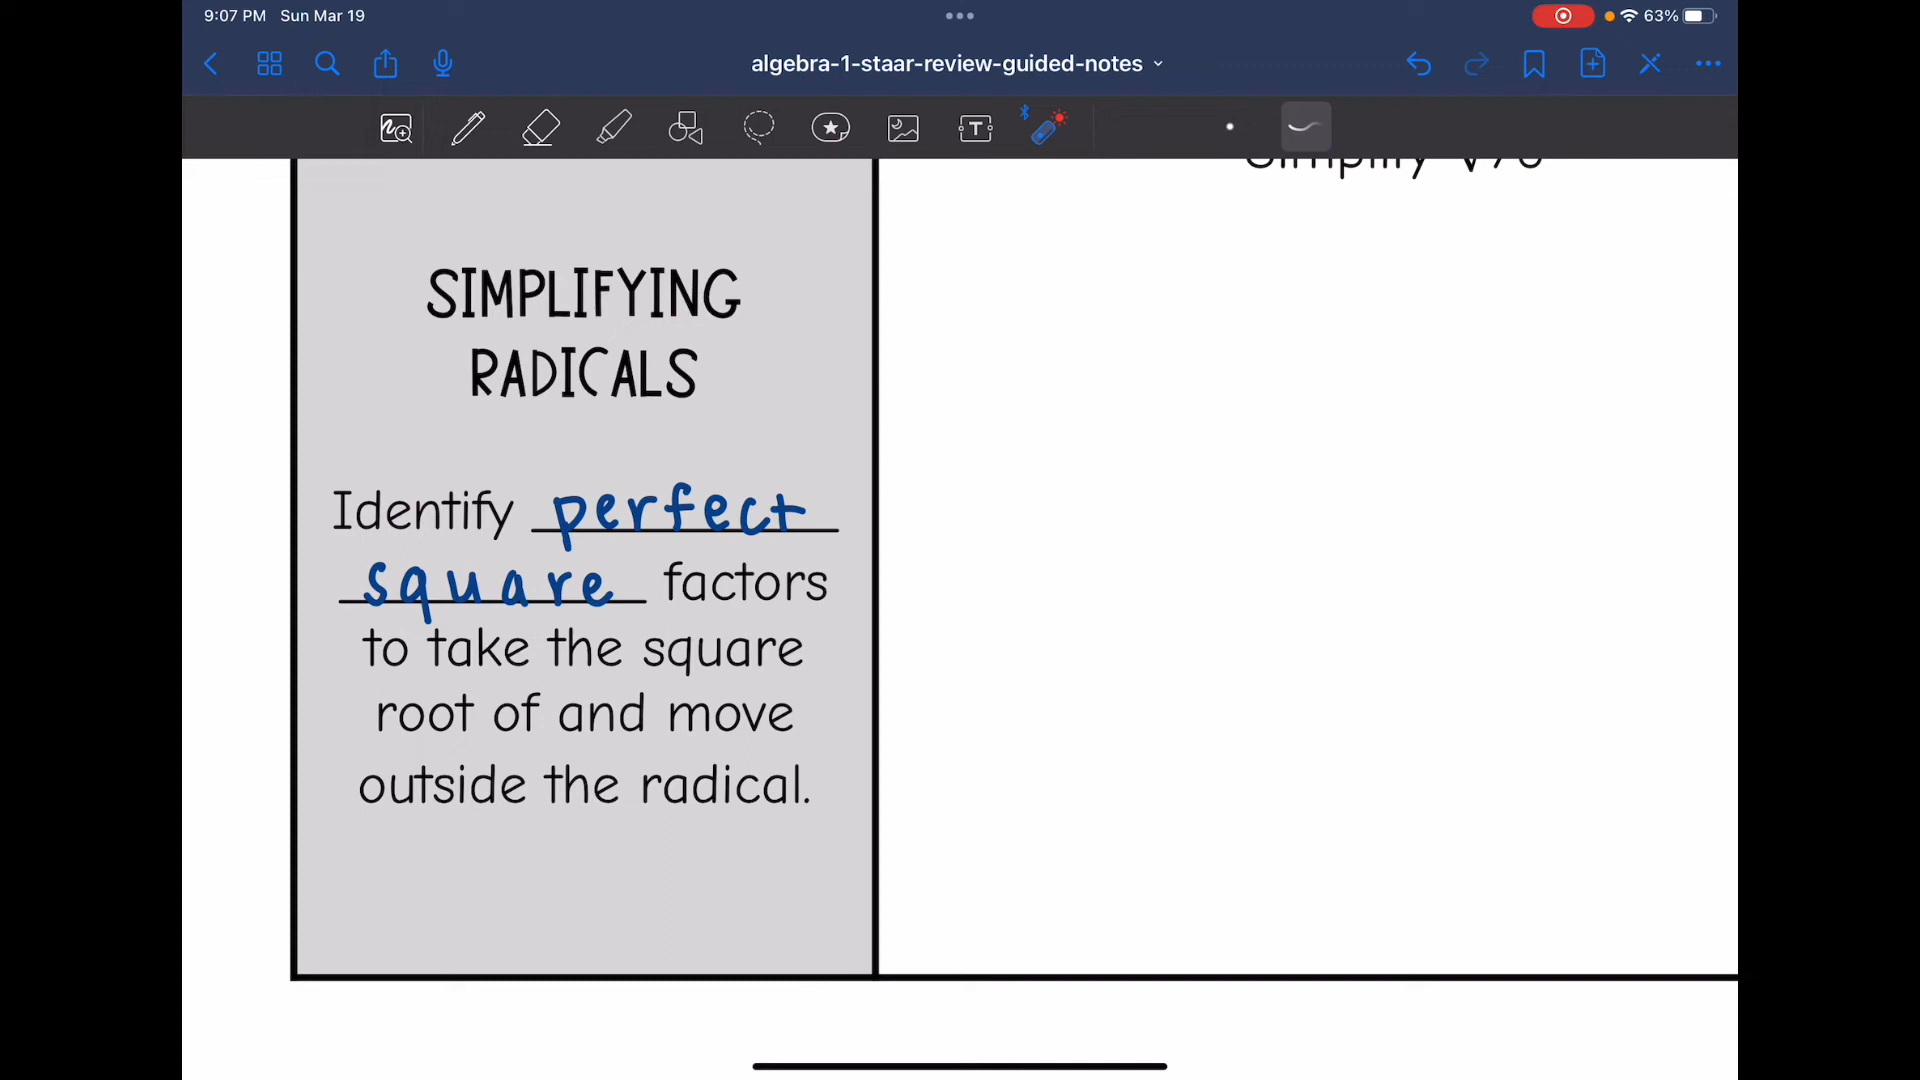 9:07 PM Sun Mar 19
63%
algebra-1-staar-review-guided-notes
T
Simplify
SIMPLIFYING
RADICALS
Identify perfect
square factors
to take the square
root of and move
outside the radical.